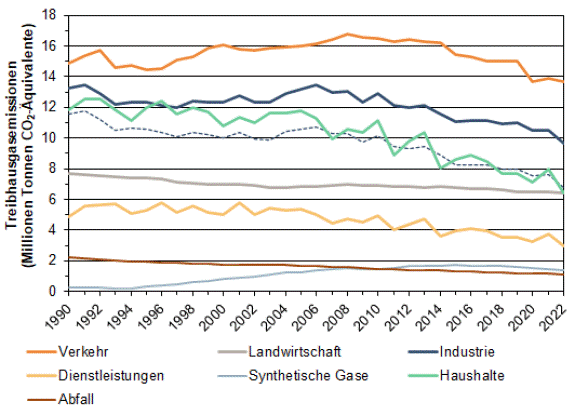 Treibhausgasemissionen
(Millionen Tonnen CO₂-Äquivalente)
18
16
14
12
10
8
6
4
2
0
1990 1992 1994 1996 1998 2000 2002 2004 2006 2008 2010 2012 2014 2016 2018 2020 2022
Verkehr Landwirtschaft Industrie
Dienstleistungen Synthetische Gase Haushalte
Abfall